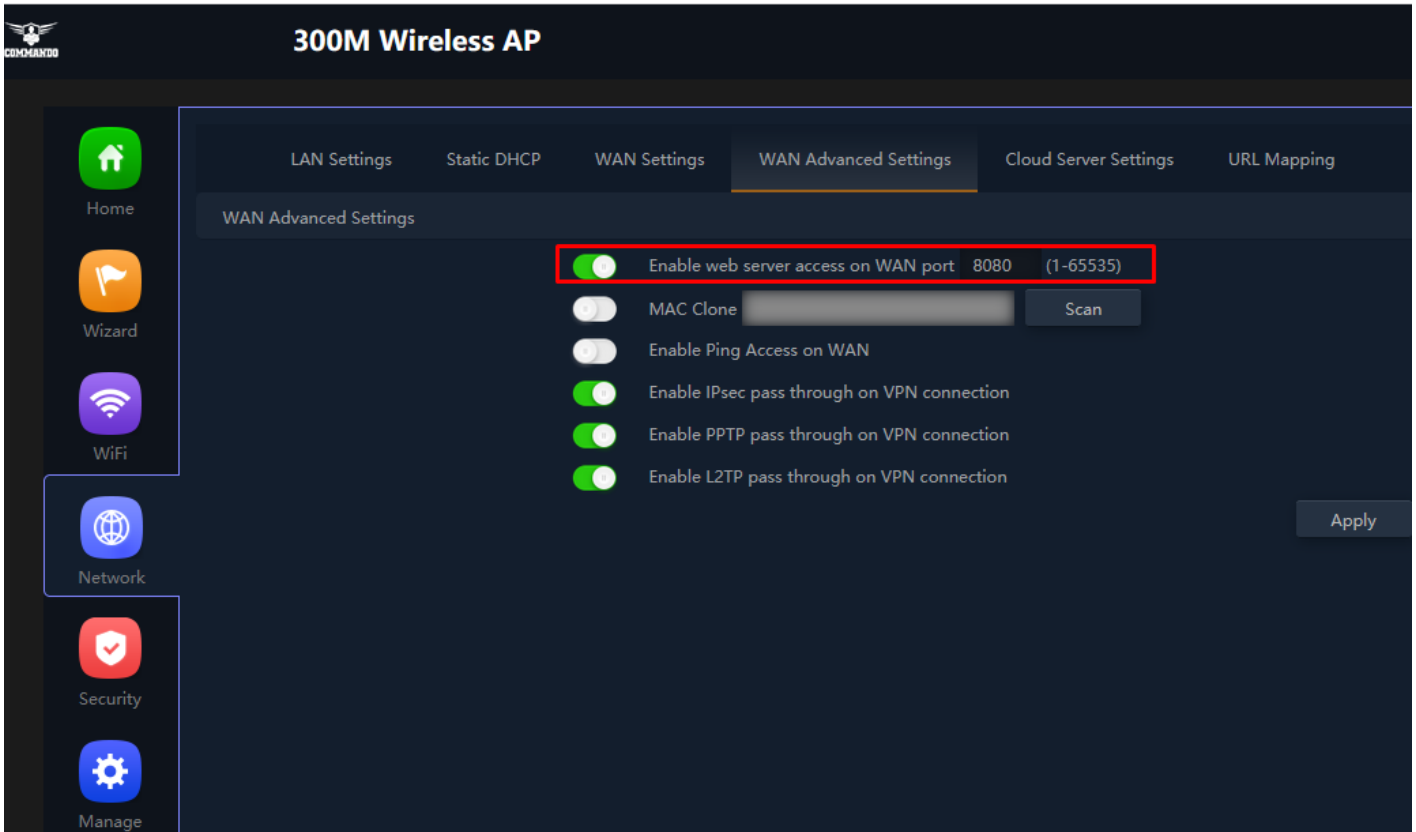 COMMANDO
300M Wireless AP
Home
Wizard
WiFi
Network
Security
Manage
LAN Settings Static DHCP WAN Settings WAN Advanced Settings Cloud Server Settings URL Mapping
WAN Advanced Settings
Enable web server access on WAN port 8080 (1-65535)
MAC Clone Scan
Enable Ping Access on WAN
Enable IPsec pass through on VPN connection
Enable PPTP pass through on VPN connection
Enable L2TP pass through on VPN connection
Apply